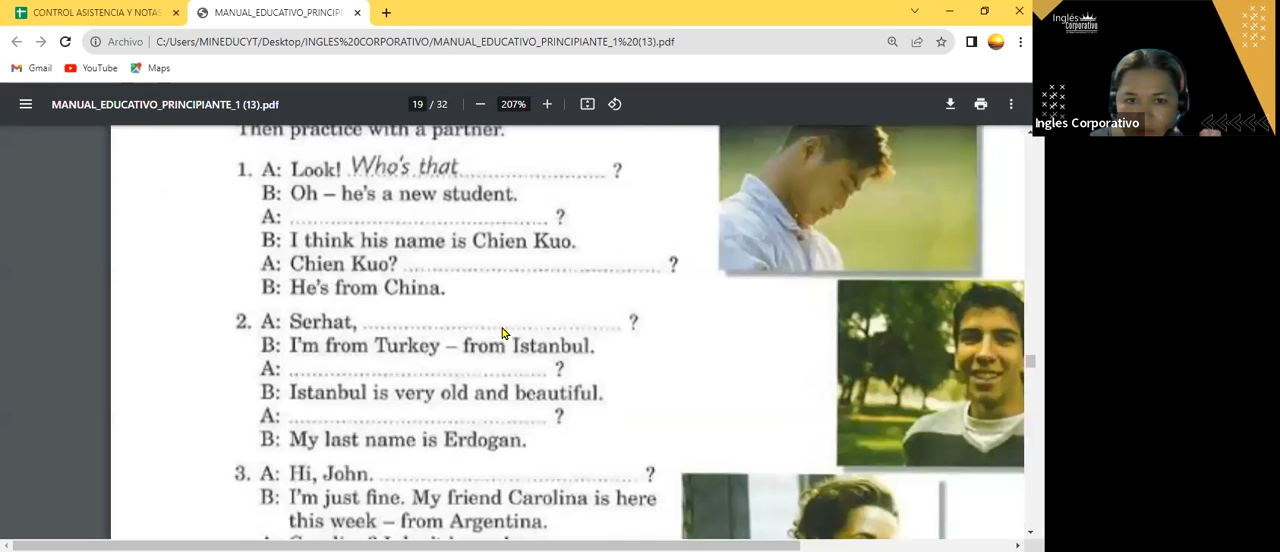 CONTROL ASISTENCIA Y NOTAS
MANUAL_EDUCATIVO_PRINCIPI
Archivo
C:/Users/MINEDUCYT/Desktop/INGLES%20CORPORATIVO/MANUAL_EDUCATIVO_PRINCIPIANTE_1%20(13).pdf
Gmail
YouTube
Maps
MANUAL_EDUCATIVO_PRINCIPIANTE_1 (13).pdf
19 / 32
207%
Inglés
Corporativo
Ingles Corporativo
Then practice with a partner.
1. A: Look! Who's that ?
B: Oh – he's a new student.
A: ?
B: I think his name is Chien Kuo.
A: Chien Kuo? ?
B: He's from China.
2. A: Serhat, ?
B: I'm from Turkey – from Istanbul.
A: ?
B: Istanbul is very old and beautiful.
A: ?
B: My last name is Erdogan.
3. A: Hi, John. ?
B: I'm just fine. My friend Carolina is here
this week – from Argentina.